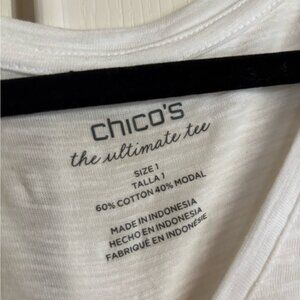 chico's
the ultimate tee
SIZE 1
TALLA 1
60% COTTON 40% MODAL
MADE IN INDONESIA
HECHO EN INDONESIA
FABRIQUÉ EN INDONÉSIE